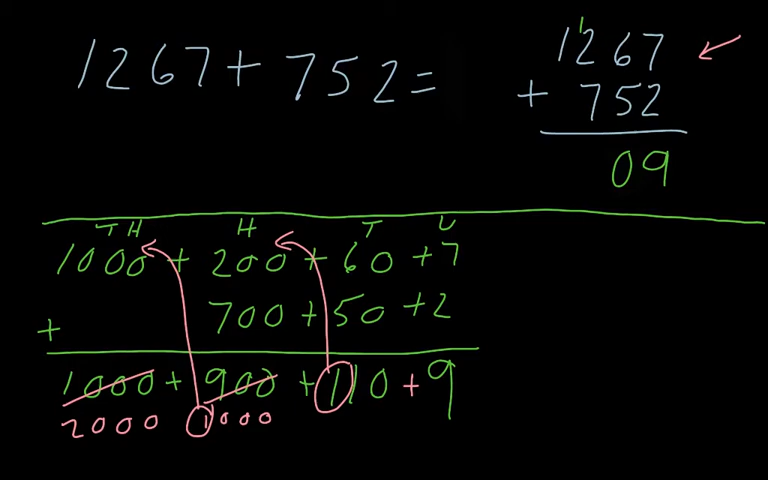 1267 + 752 =
1
1267
+ 752
09
TH H T U
1000 + 200 + 60 + 7
+ 700 + 50 + 2
1000 + 900 + 110 + 9
2000 1000